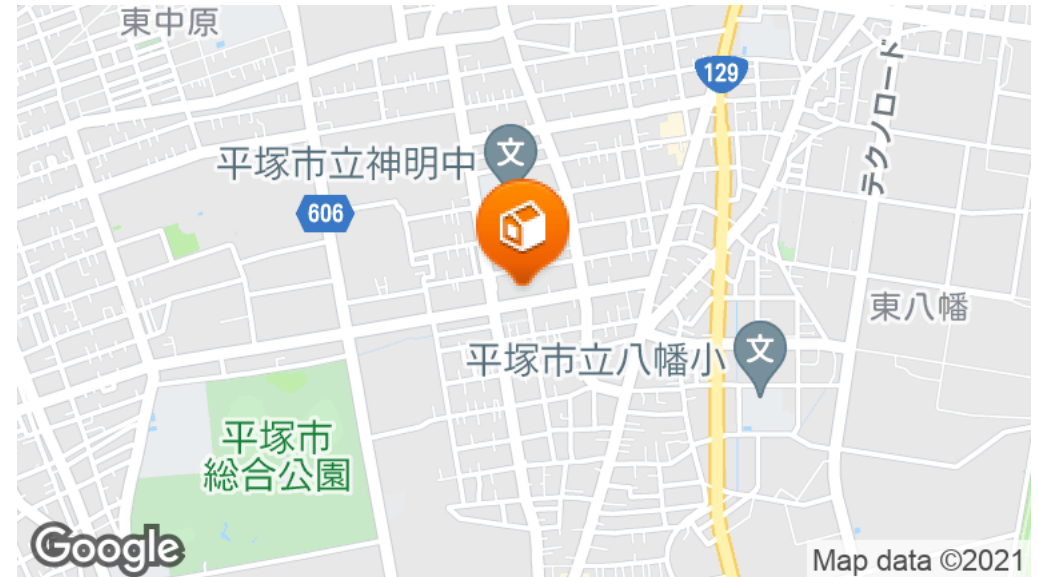 東中原
129
テクノロード
平塚市立神明中
文
606
東八幡
平塚市立八幡小
文
平塚市
総合公園
Google
Map data ©2021